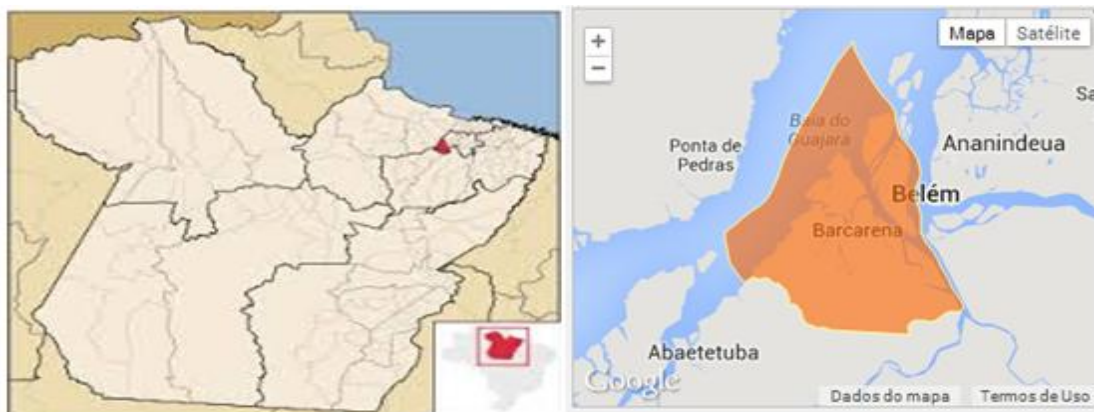 +
−
Mapa Satélite
Sa
Baía do
Guajará
Ananindeua
Ponta de
Pedras
Belém
Barcarena
Abaetetuba
Google
Dados do mapa Termos de Uso